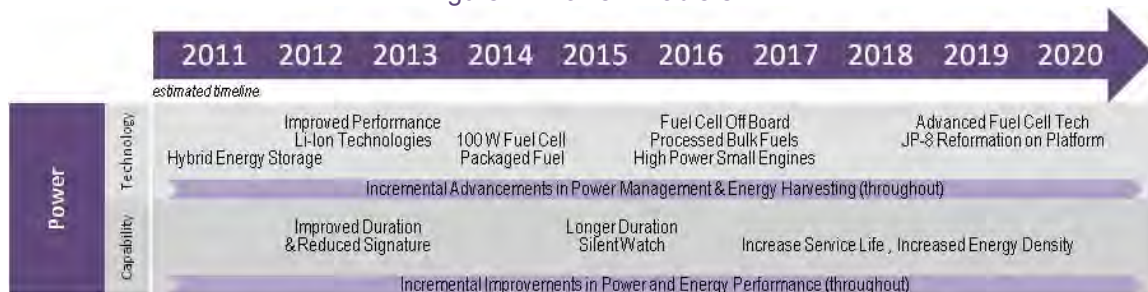 2011 2012 2013 2014 2015 2016 2017 2018 2019 2020
estimated timeline
Power
Technology
Improved Performance
Li-Ion Technologies
Hybrid Energy Storage
100 W Fuel Cell
Packaged Fuel
Fuel Cell Off Board
Processed Bulk Fuels
High Power Small Engines
Advanced Fuel Cell Tech
JP-8 Reformation on Platform
Incremental Advancements in Power Management & Energy Harvesting (throughout)
Capability
Improved Duration
& Reduced Signature
Longer Duration
Silent Watch
Increase Service Life , Increased Energy Density
Incremental Improvements in Power and Energy Performance (throughout)